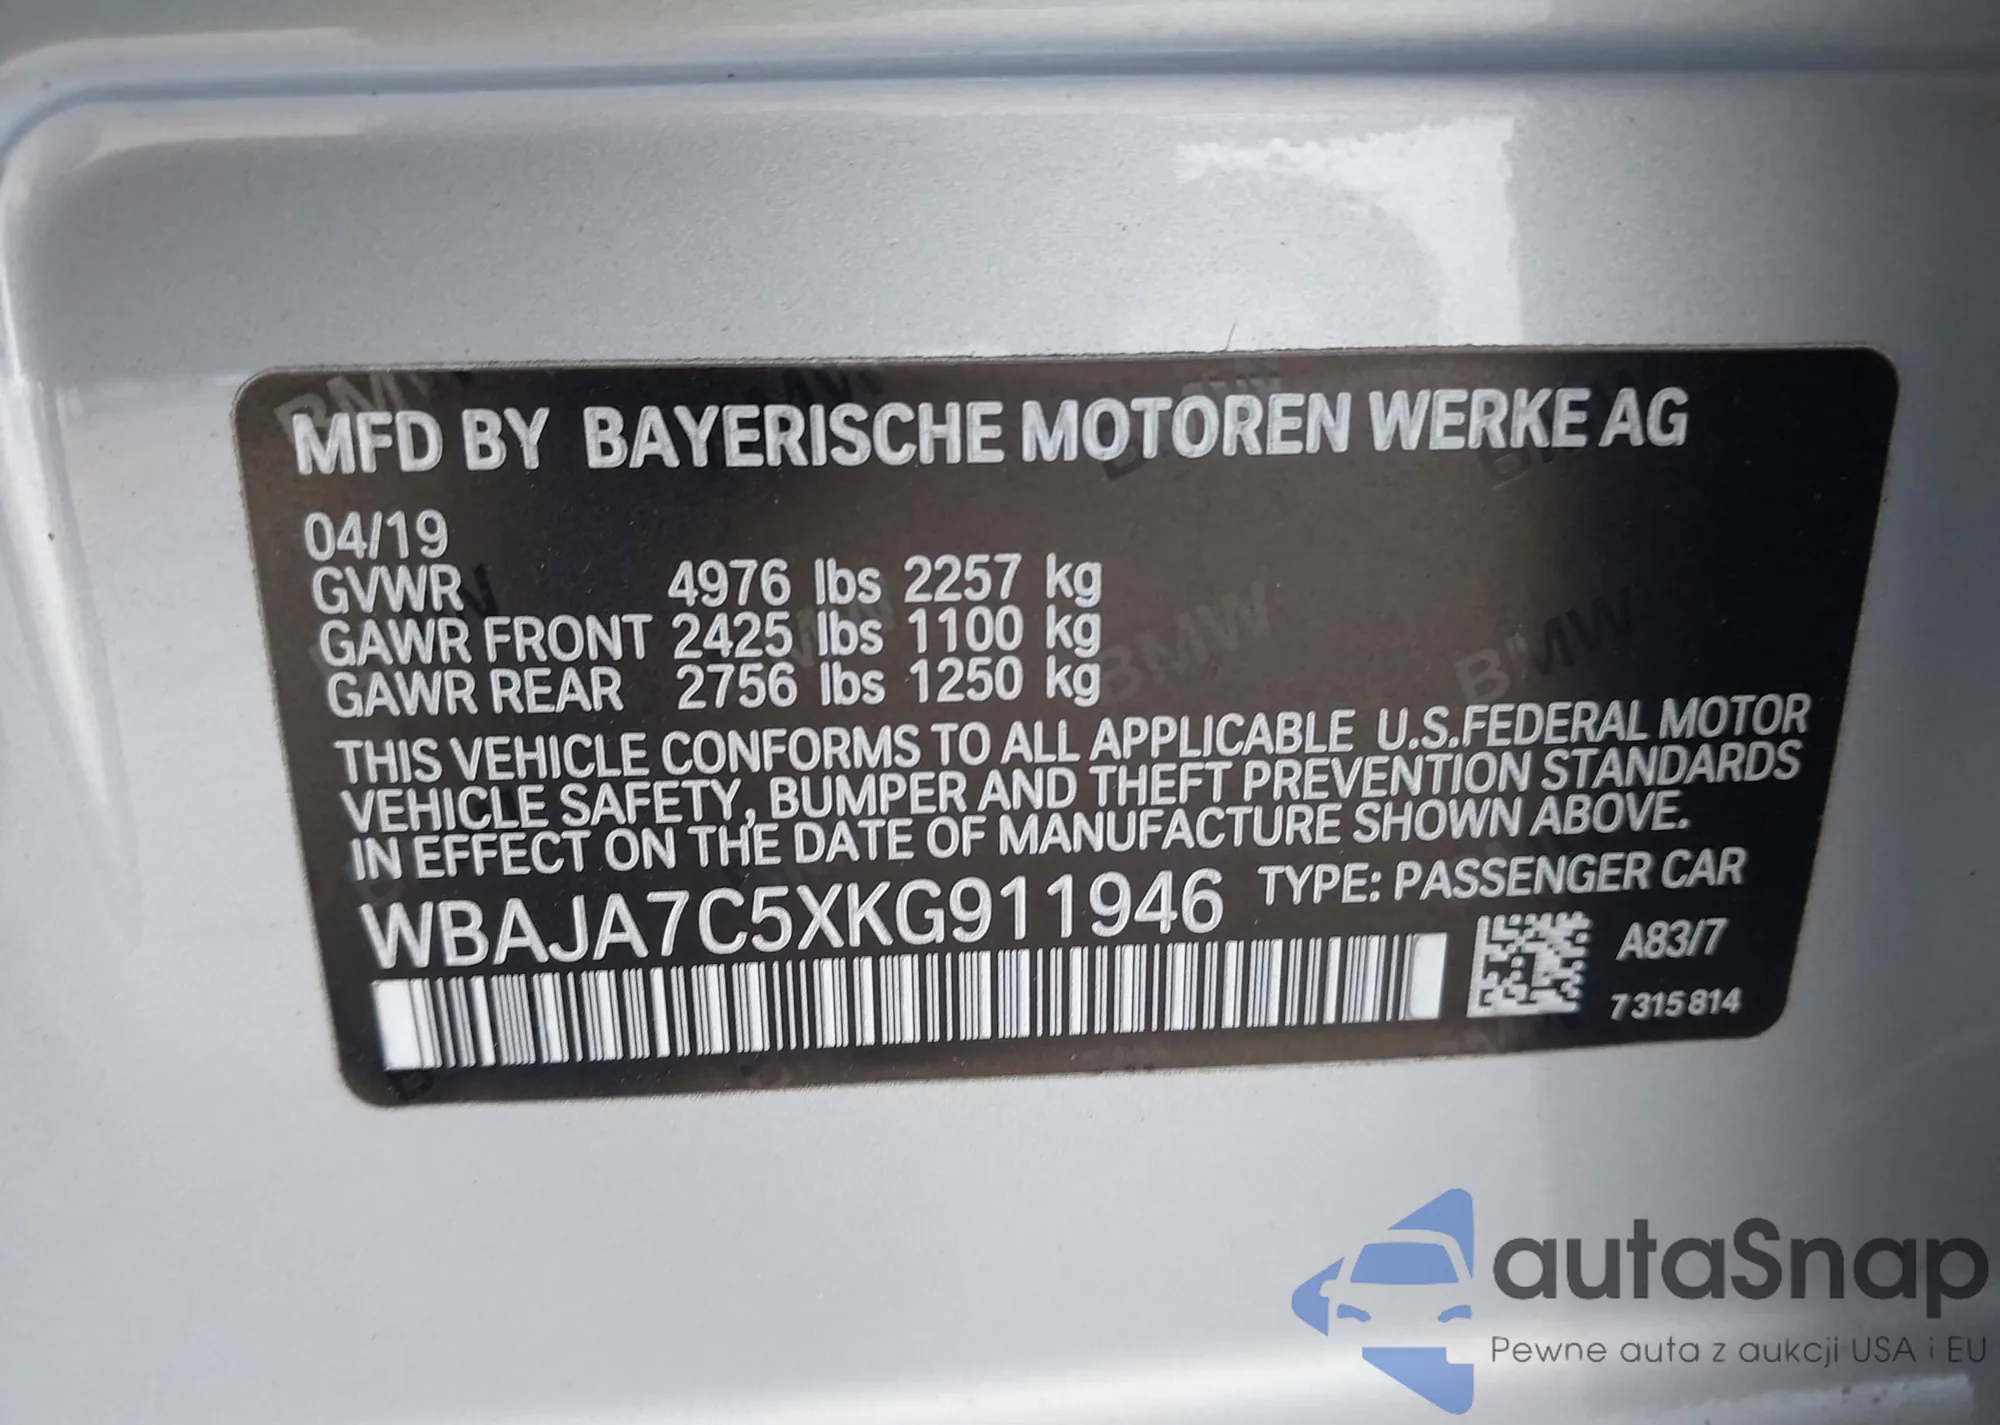 MFD BY BAYERISCHE MOTOREN WERKE AG
04/19
GVWR 4976 lbs 2257 kg
GAWR FRONT 2425 lbs 1100 kg
GAWR REAR 2756 lbs 1250 kg
THIS VEHICLE CONFORMS TO ALL APPLICABLE U.S.FEDERAL MOTOR
VEHICLE SAFETY, BUMPER AND THEFT PREVENTION STANDARDS
IN EFFECT ON THE DATE OF MANUFACTURE SHOWN ABOVE.
WBAJA7C5XKG911946 TYPE: PASSENGER CAR
A83/7
7315814
autaSnap
Pewne auta z aukcji USA i EU